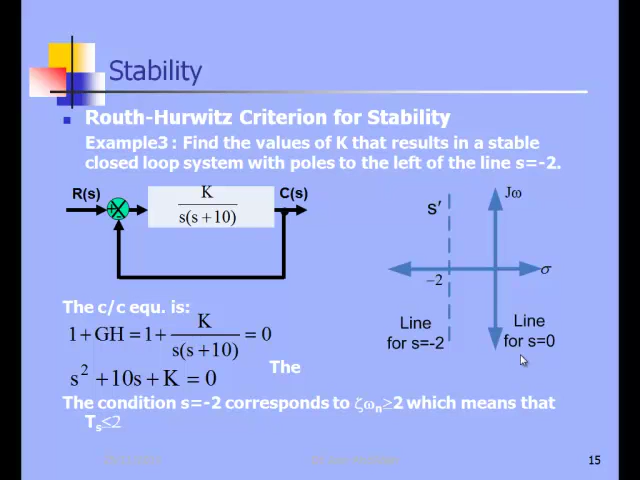 Stability
Routh-Hurwitz Criterion for Stability
Example3 : Find the values of K that results in a stable
closed loop system with poles to the left of the line s=-2.
R(s)
K
s(s + 10)
C(s)
s′
Jω
σ
−2
Line
for s=-2
Line
for s=0
The c/c equ. is:
1 + GH = 1 + K / s(s + 10) = 0
The
s² + 10s + K = 0
The condition s=-2 corresponds to ζωₙ≥2 which means that
Tₛ≤2
15